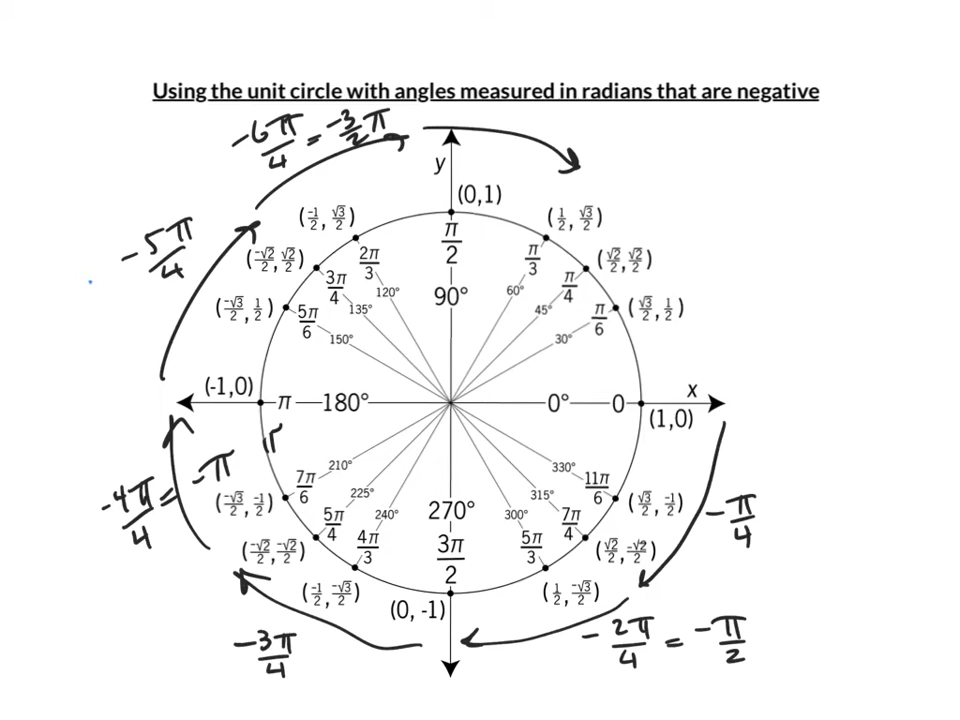 Using the unit circle with angles measured in radians that are negative
-6π/4 = -3/2 π
y
(0,1)
(-1/2, √3/2)
(1/2, √3/2)
-5π/4
(-√2/2, √2/2)
2π/3
π/2
π/3
(√2/2, √2/2)
3π/4
120°
90°
60°
π/4
(-√3/2, 1/2)
5π/6
135°
45°
π/6
(√3/2, 1/2)
150°
30°
(-1,0)
π
180°
0°
0
x
(1,0)
π
-4π/4 = -π
210°
330°
(-√3/2, -1/2)
7π/6
225°
315°
11π/6
(√3/2, -1/2)
-π/4
5π/4
240°
270°
300°
7π/4
(-√2/2, -√2/2)
4π/3
3π/2
5π/3
(√2/2, -√2/2)
(-1/2, -√3/2)
(0, -1)
(1/2, -√3/2)
-3π/4
-2π/4 = -π/2